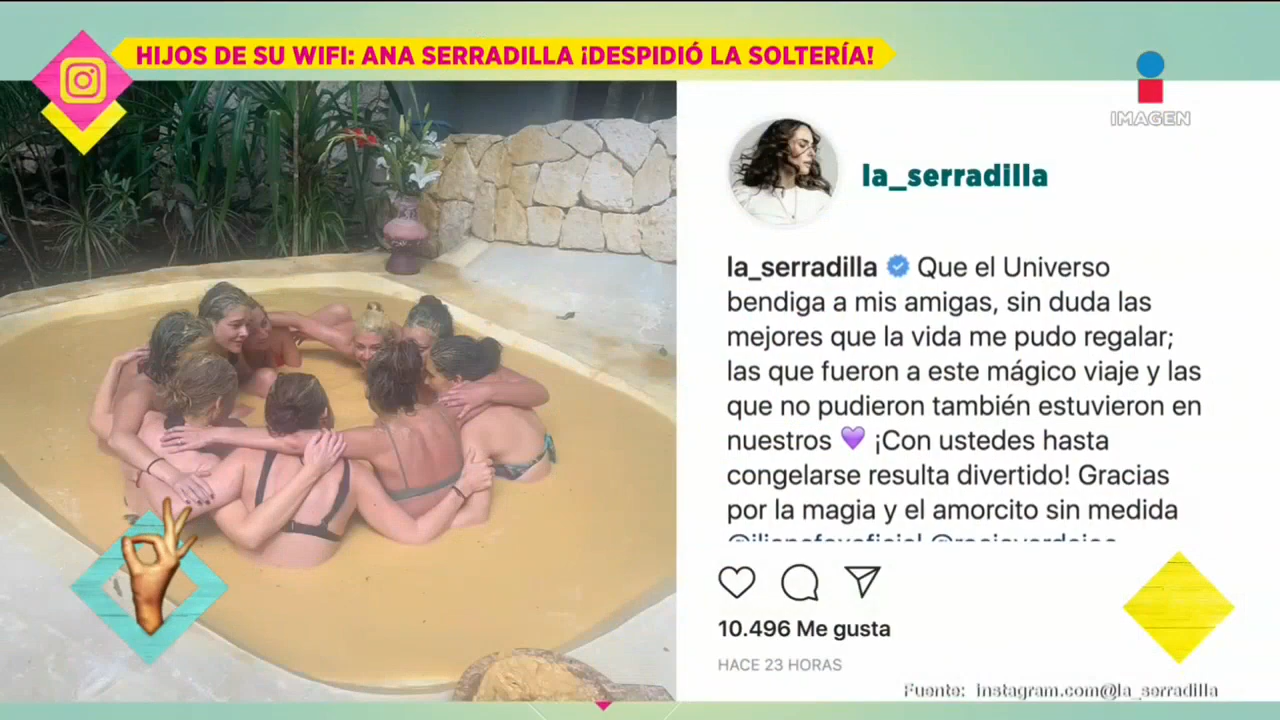 HIJOS DE SU WIFI: ANA SERRADILLA ¡DESPIDIÓ LA SOLTERÍA!
IMAGEN
la_serradilla
la_serradilla Que el Universo
bendiga a mis amigas, sin duda las
mejores que la vida me pudo regalar;
las que fueron a este mágico viaje y las
que no pudieron también estuvieron en
nuestros 💜 ¡Con ustedes hasta
congelarse resulta divertido! Gracias
por la magia y el amorcito sin medida
10.496 Me gusta
HACE 23 HORAS
Fuente: instagram.com@la_serradilla